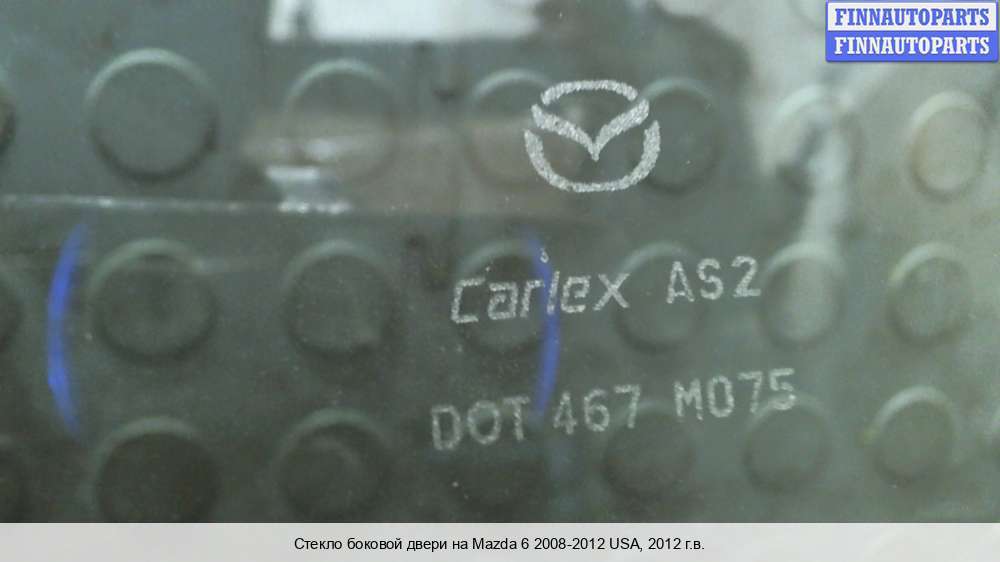 FINNAUTOPARTS
FINNAUTOPARTS
Carlex AS2
DOT 467 M075
Стекло боковой двери на Mazda 6 2008-2012 USA, 2012 г.в.